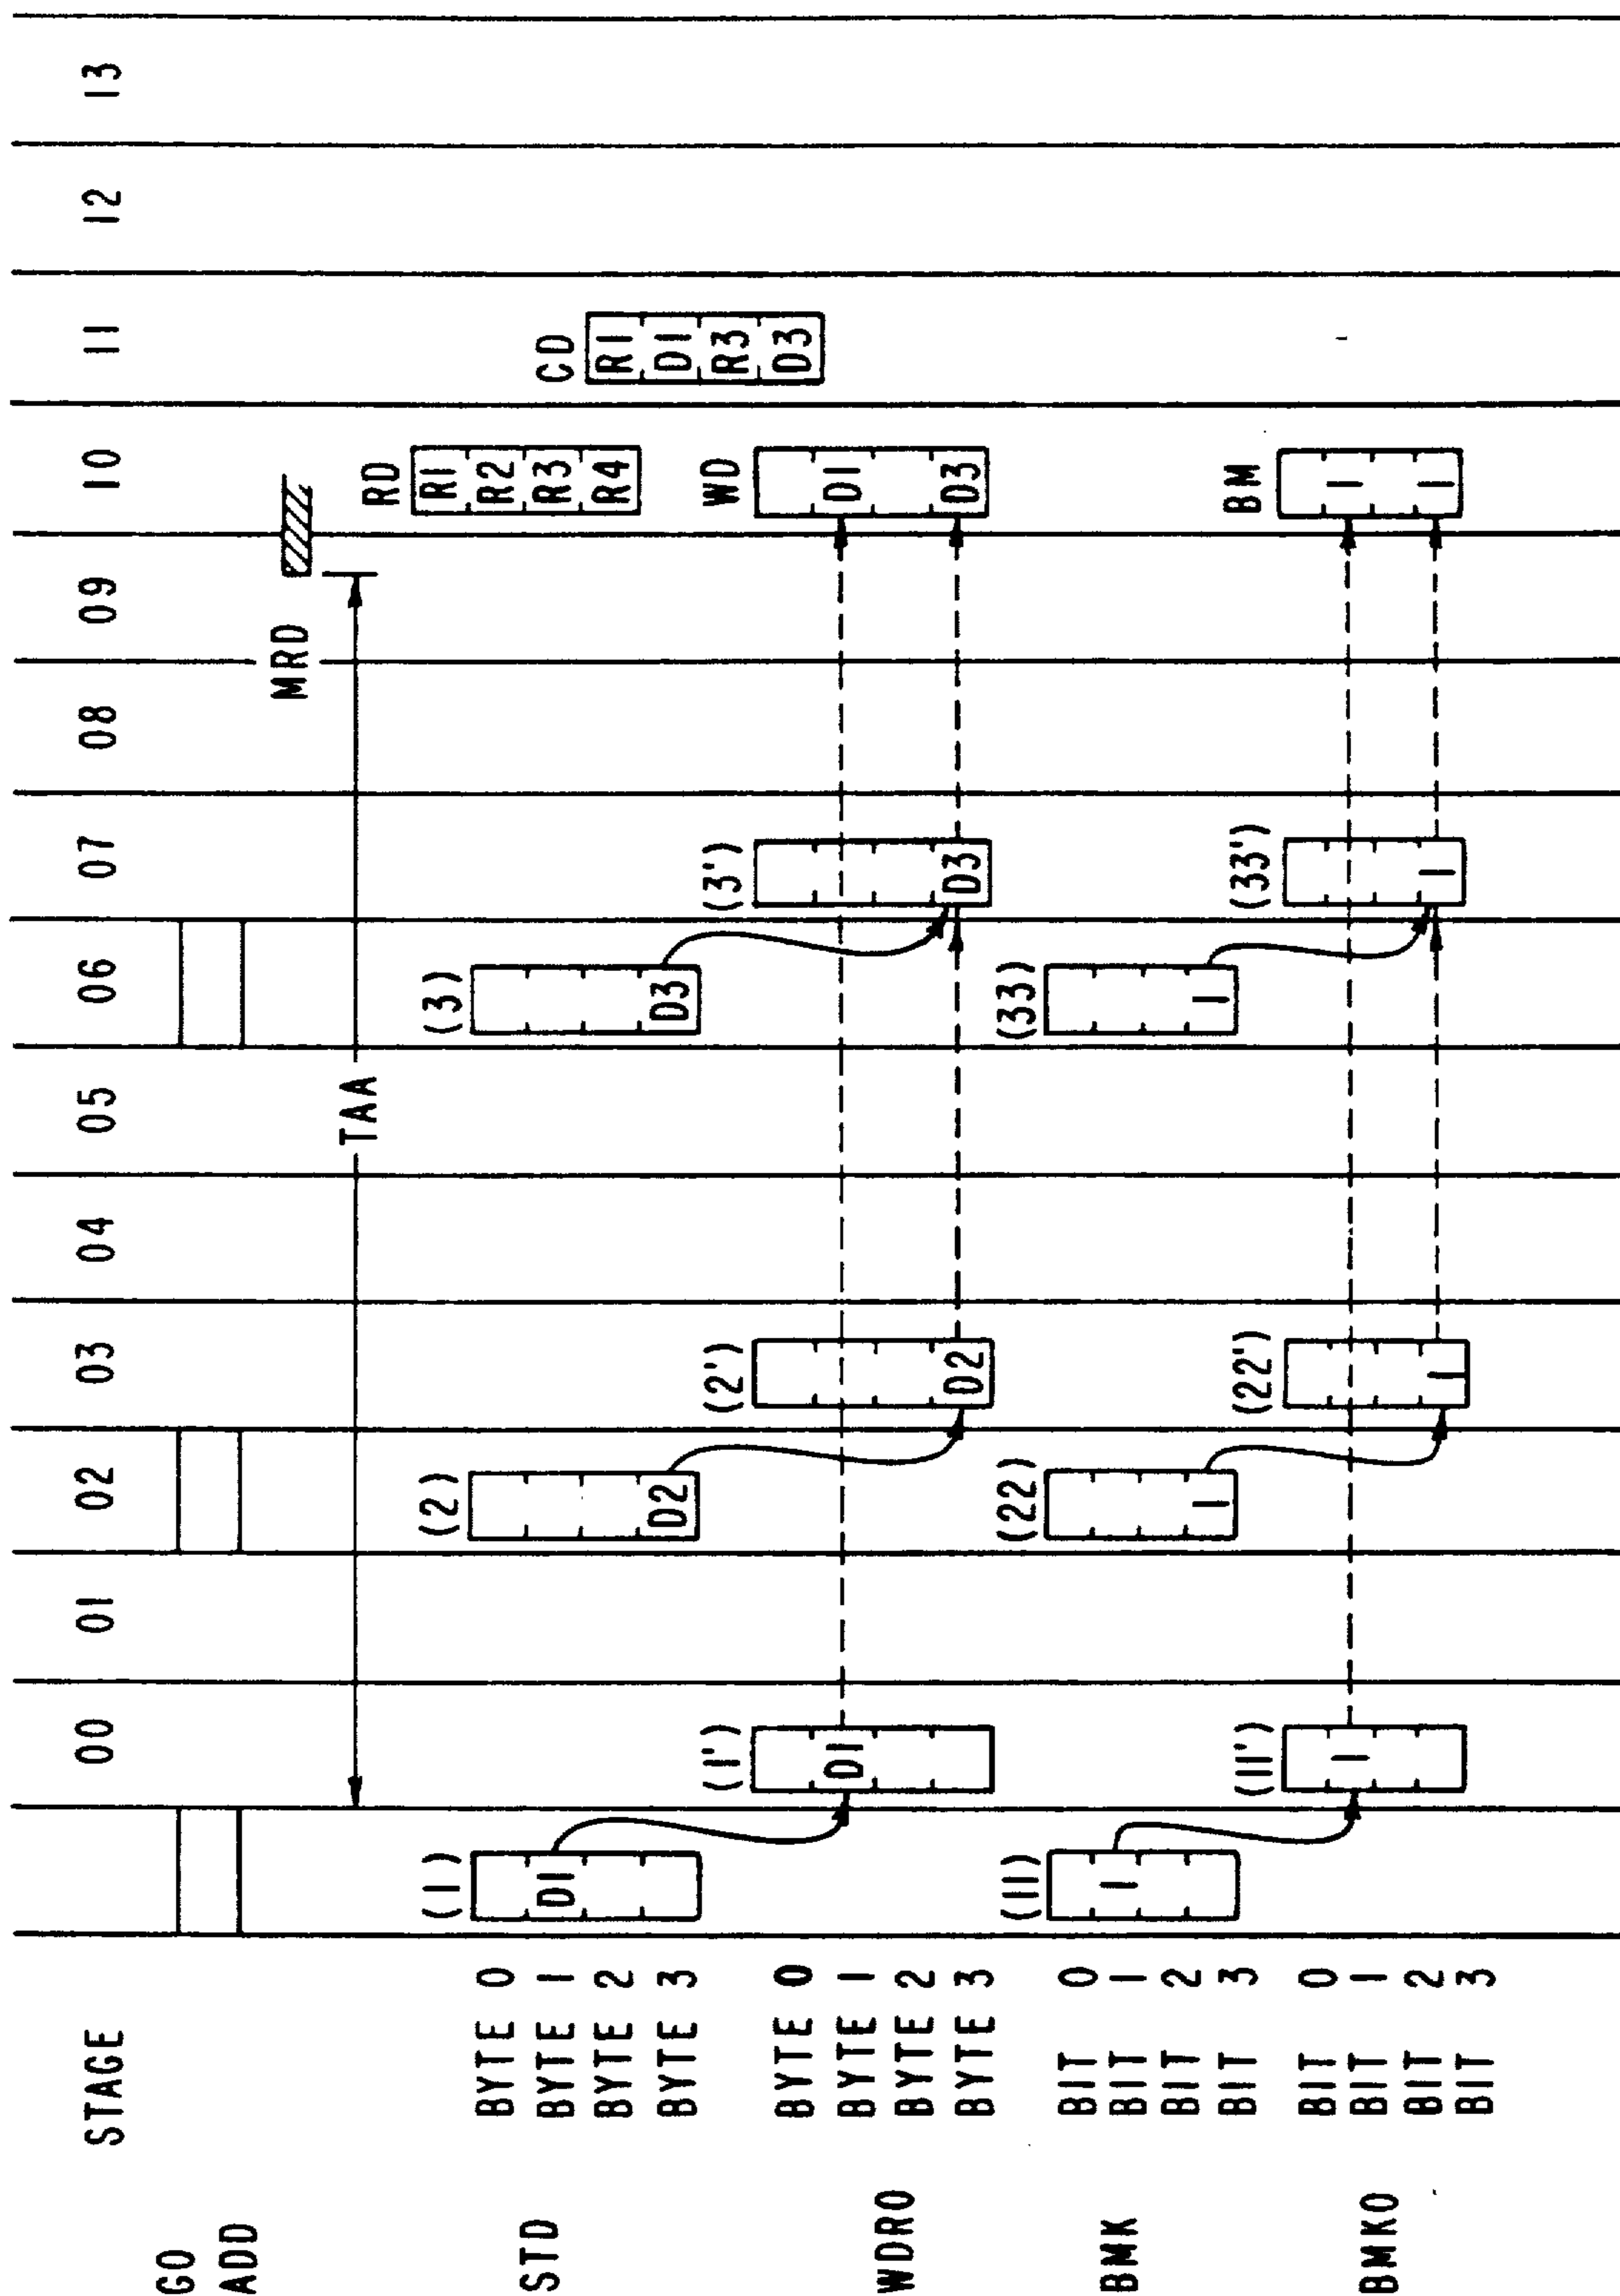 STAGE 00 01 02 03 04 05 06 07 08 09 10 11 12 13
GO
ADD
MRD
TAA
STD
BYTE 0
BYTE 1
BYTE 2
BYTE 3
(1) D1
(2) D2
(3) D3
RD
R1
R2
R3
R4
CD
R1
D1
R3
D3
WDR0
BYTE 0
BYTE 1
BYTE 2
BYTE 3
(1') D1
(2') D2
(3') D3
WD
D1
D3
BMK
BIT 0
BIT 1
BIT 2
BIT 3
(11) 1
(22) 1
(33) 1
BMK0
BIT 0
BIT 1
BIT 2
BIT 3
(11') 1
(22') 1
(33') 1
BM
1
1